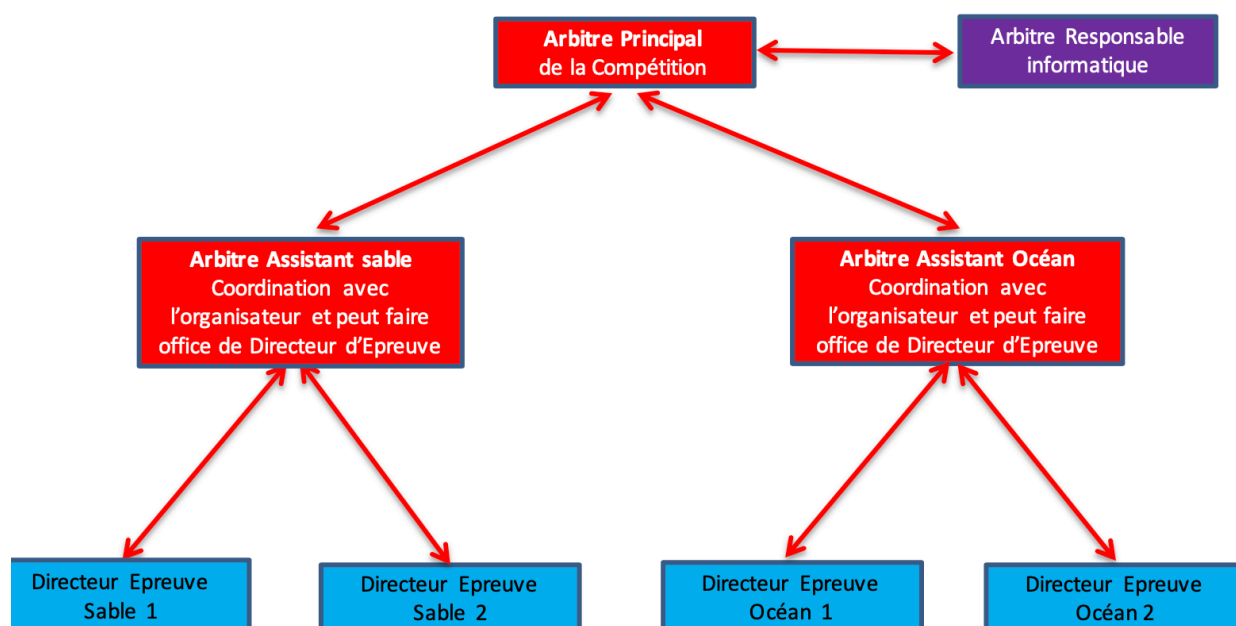 Arbitre Principal
de la Compétition
Arbitre Responsable
informatique
Arbitre Assistant sable
Coordination avec
l'organisateur et peut faire
office de Directeur d'Epreuve
Arbitre Assistant Océan
Coordination avec
l'organisateur et peut faire
office de Directeur d'Epreuve
Directeur Epreuve
Sable 1
Directeur Epreuve
Sable 2
Directeur Epreuve
Océan 1
Directeur Epreuve
Océan 2